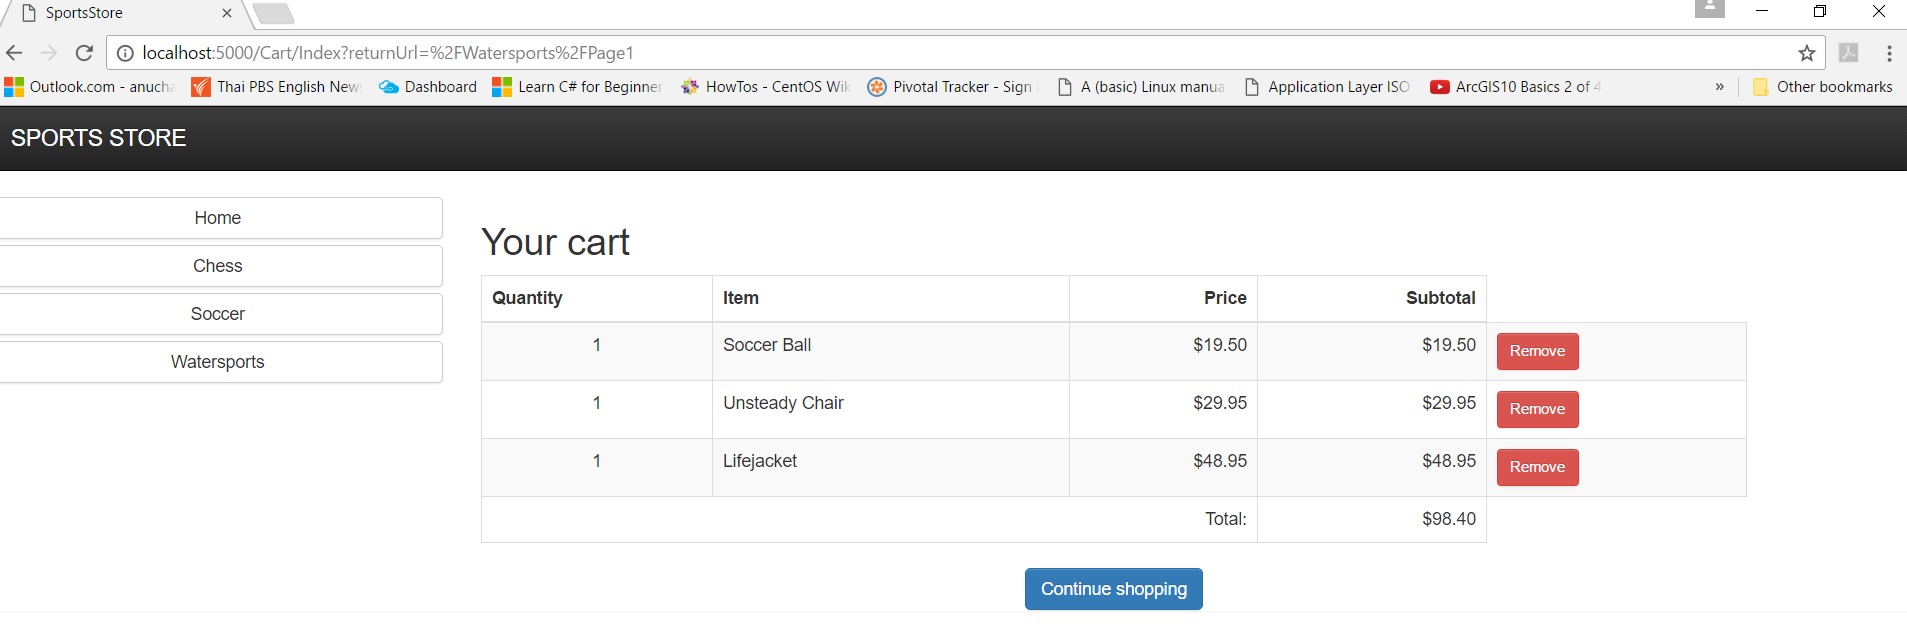 SportsStore
localhost:5000/Cart/Index?returnUrl=%2FWatersports%2FPage1
Outlook.com - anucha Thai PBS English New Dashboard Learn C# for Beginner HowTos - CentOS Wik Pivotal Tracker - Sign A (basic) Linux manua Application Layer ISO ArcGIS10 Basics 2 of 4 » Other bookmarks
SPORTS STORE
Home
Chess
Soccer
Watersports
Your cart
Quantity Item Price Subtotal
1 Soccer Ball $19.50 $19.50 Remove
1 Unsteady Chair $29.95 $29.95 Remove
1 Lifejacket $48.95 $48.95 Remove
Total: $98.40
Continue shopping